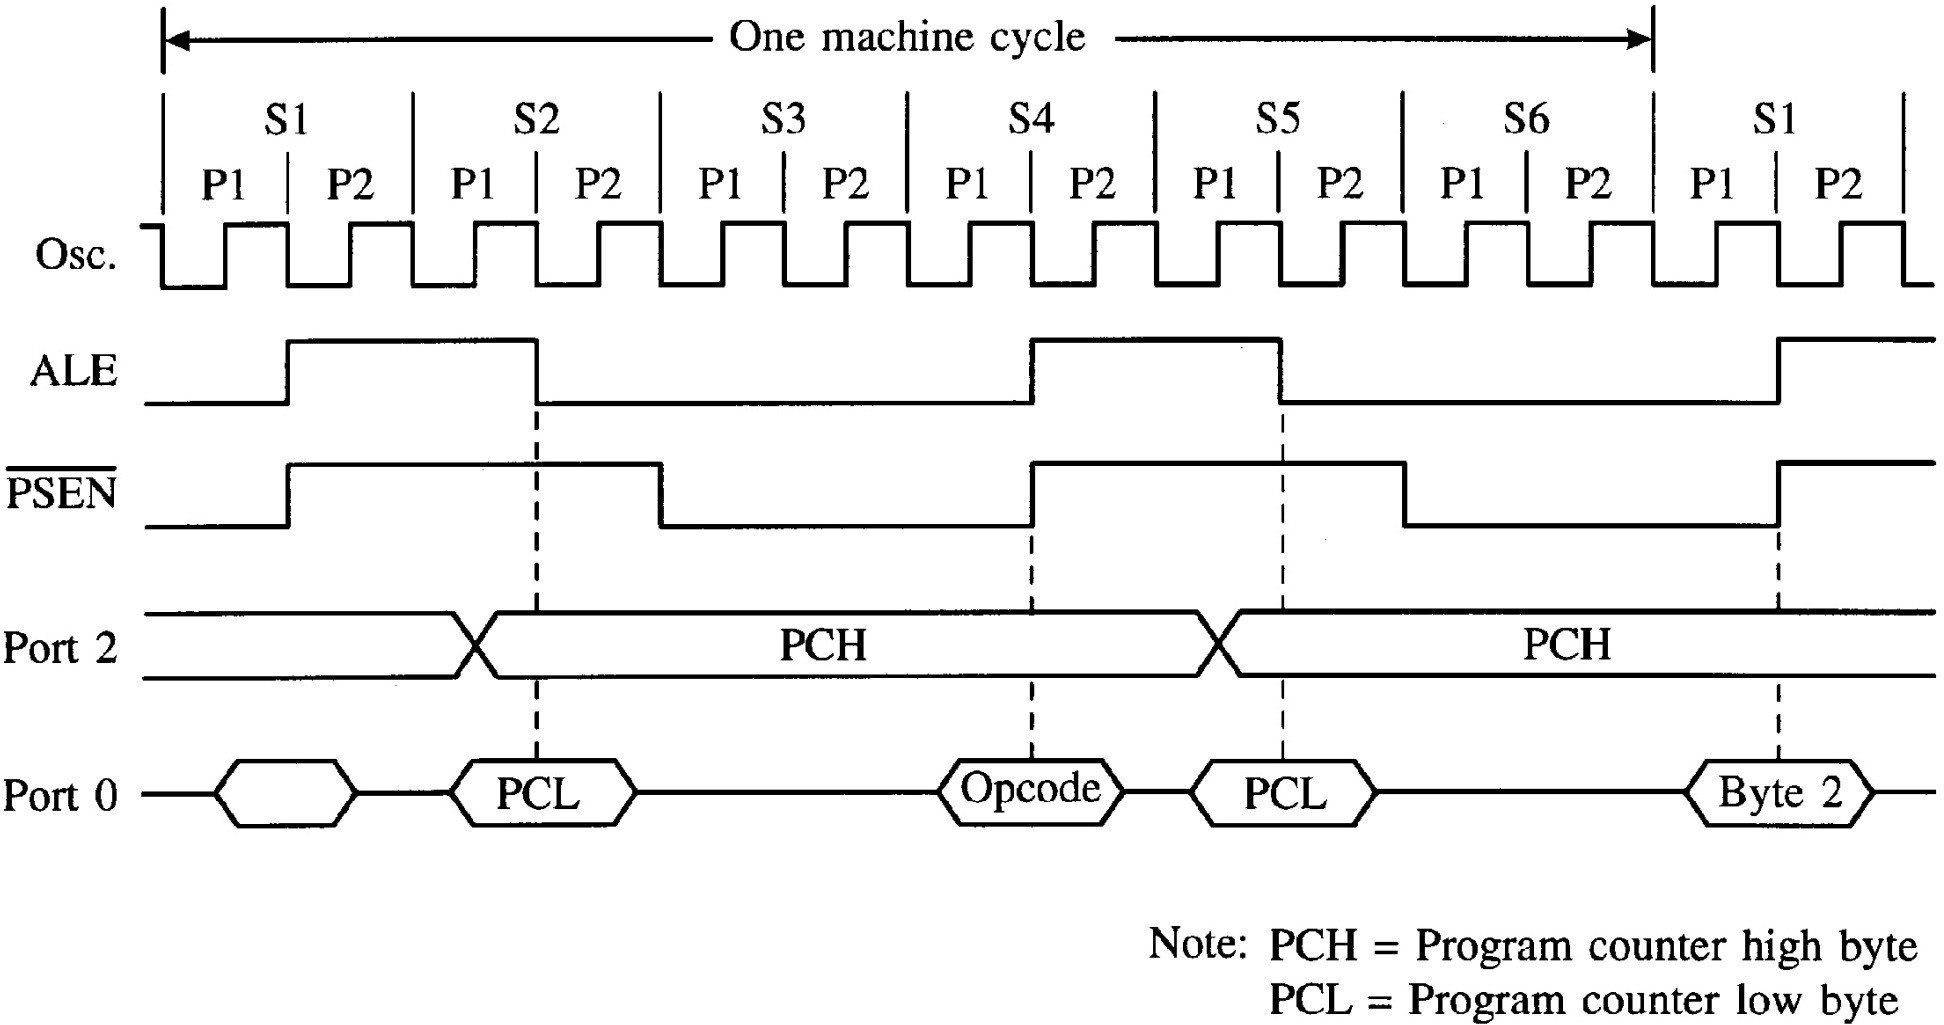 One machine cycle
S1 S2 S3 S4 S5 S6 S1
P1 P2 P1 P2 P1 P2 P1 P2 P1 P2 P1 P2 P1 P2
Osc.
ALE
PSEN
Port 2 PCH PCH
Port 0 PCL Opcode PCL Byte 2
Note: PCH = Program counter high byte
PCL = Program counter low byte